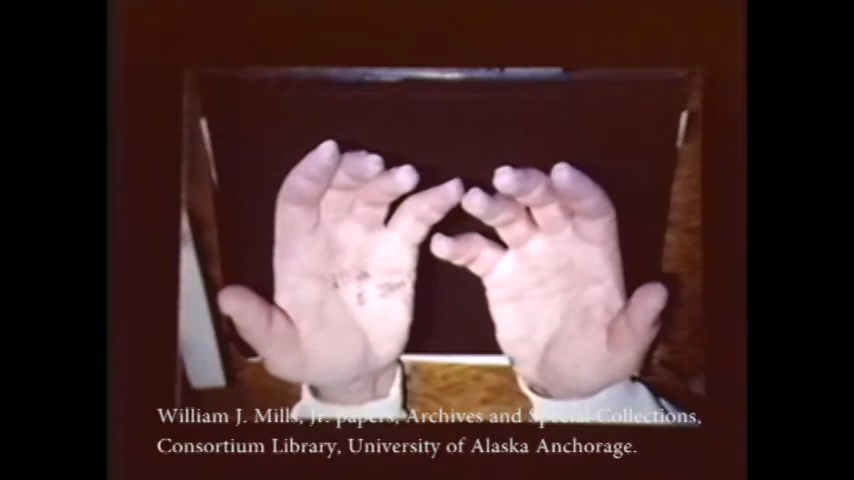 William J. Mills, Jr. papers, Archives and Special Collections,
Consortium Library, University of Alaska Anchorage.